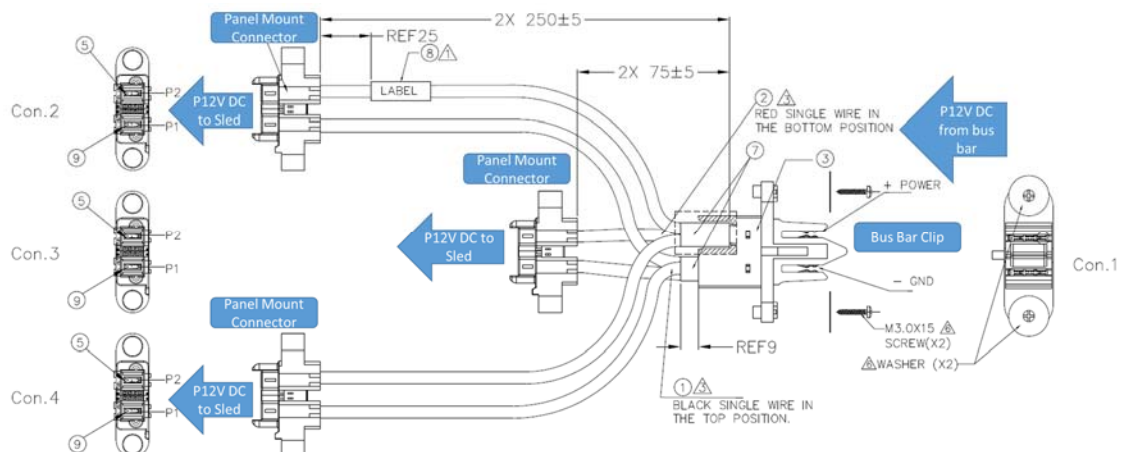 Panel Mount
Connector
2X 250±5
REF25
8 1
LABEL
2X 75±5
5
P2
P1
9
Con.2
P12V DC
to Sled
2 3
RED SINGLE WIRE IN
THE BOTTOM POSITION
P12V DC
from bus
bar
7
3
+ POWER
Panel Mount
Connector
Bus Bar Clip
5
P2
P1
9
Con.3
P12V DC to
Sled
Con.1
- GND
Panel Mount
Connector
M3.0X15 6
SCREW(X2)
WASHER (X2)
REF9
5
P2
P1
9
Con.4
P12V DC
to Sled
1 3
BLACK SINGLE WIRE IN
THE TOP POSITION.